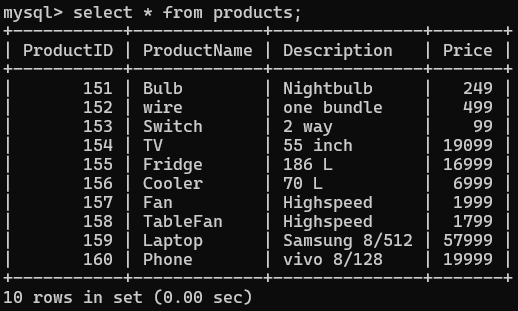 mysql> select * from products;
+-----------+-------------+---------------+-------+
| ProductID | ProductName | Description   | Price |
+-----------+-------------+---------------+-------+
|       151 | Bulb        | Nightbulb     |   249 |
|       152 | wire        | one bundle    |   499 |
|       153 | Switch      | 2 way         |    99 |
|       154 | TV          | 55 inch       | 19099 |
|       155 | Fridge      | 186 L         | 16999 |
|       156 | Cooler      | 70 L          |  6999 |
|       157 | Fan         | Highspeed     |  1999 |
|       158 | TableFan    | Highspeed     |  1799 |
|       159 | Laptop      | Samsung 8/512 | 57999 |
|       160 | Phone       | vivo 8/128    | 19999 |
+-----------+-------------+---------------+-------+
10 rows in set (0.00 sec)